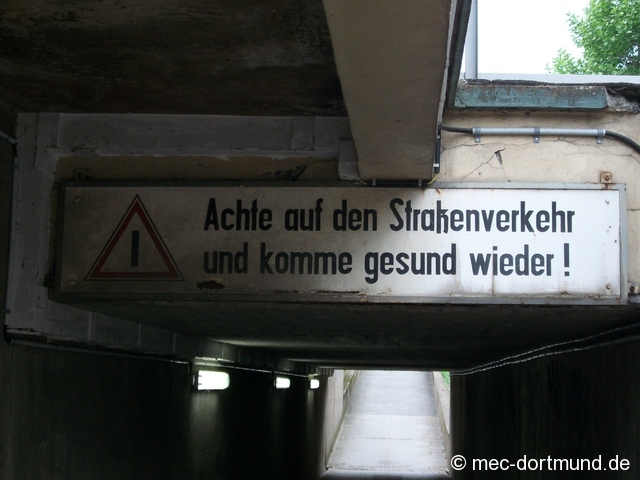 Achte auf den Straßenverkehr
und komme gesund wieder!
© mec-dortmund.de